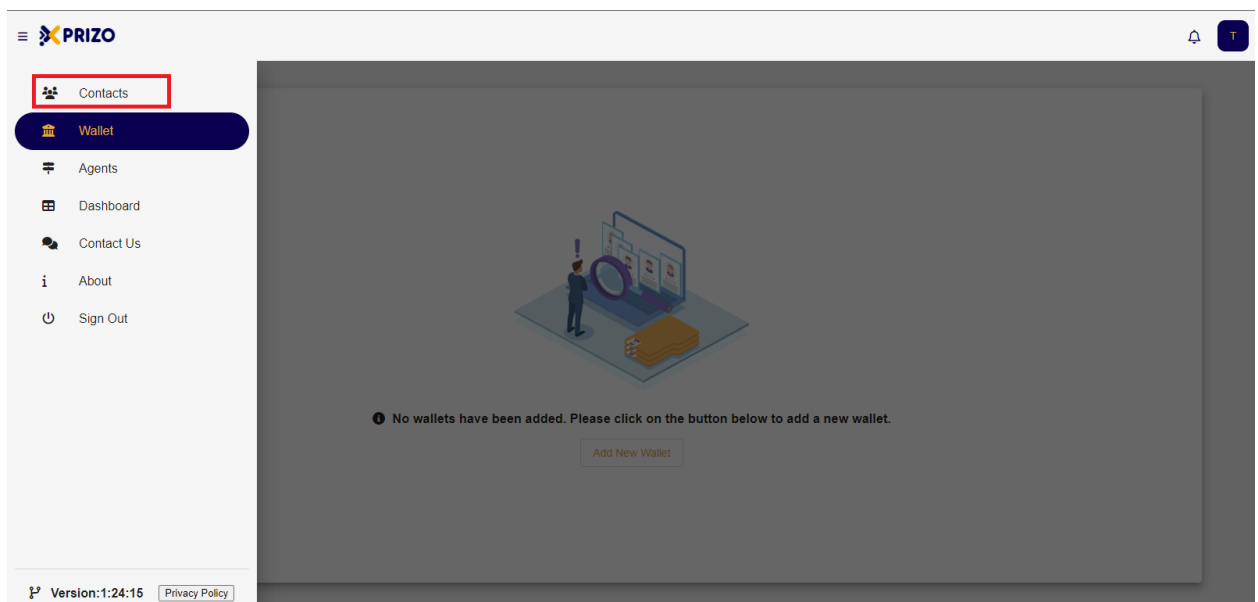 XPRIZO
T
Contacts
Wallet
Agents
Dashboard
Contact Us
i About
Sign Out
No wallets have been added. Please click on the button below to add a new wallet.
Add New Wallet
Version:1:24:15 Privacy Policy